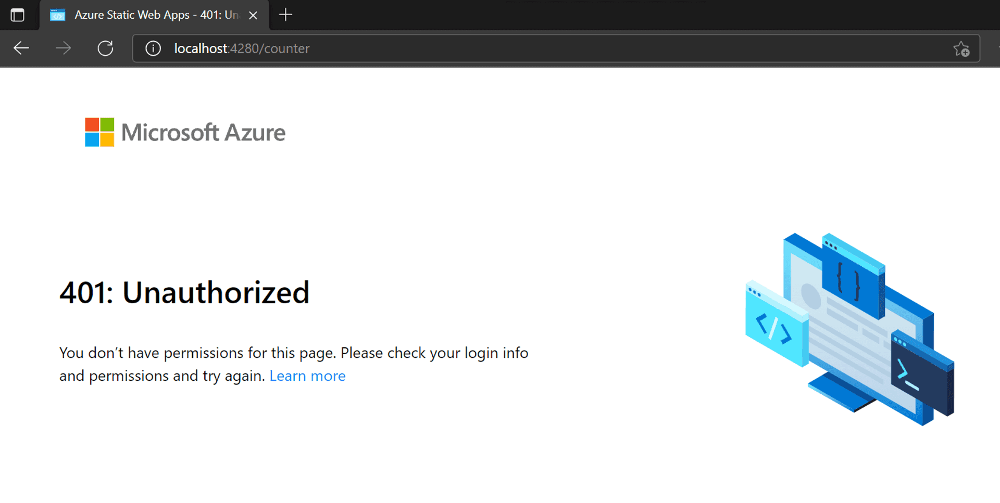 Azure Static Web Apps - 401: Un
localhost:4280/counter
Microsoft Azure
401: Unauthorized
You don’t have permissions for this page. Please check your login info
and permissions and try again. Learn more
{ }
</>
>_